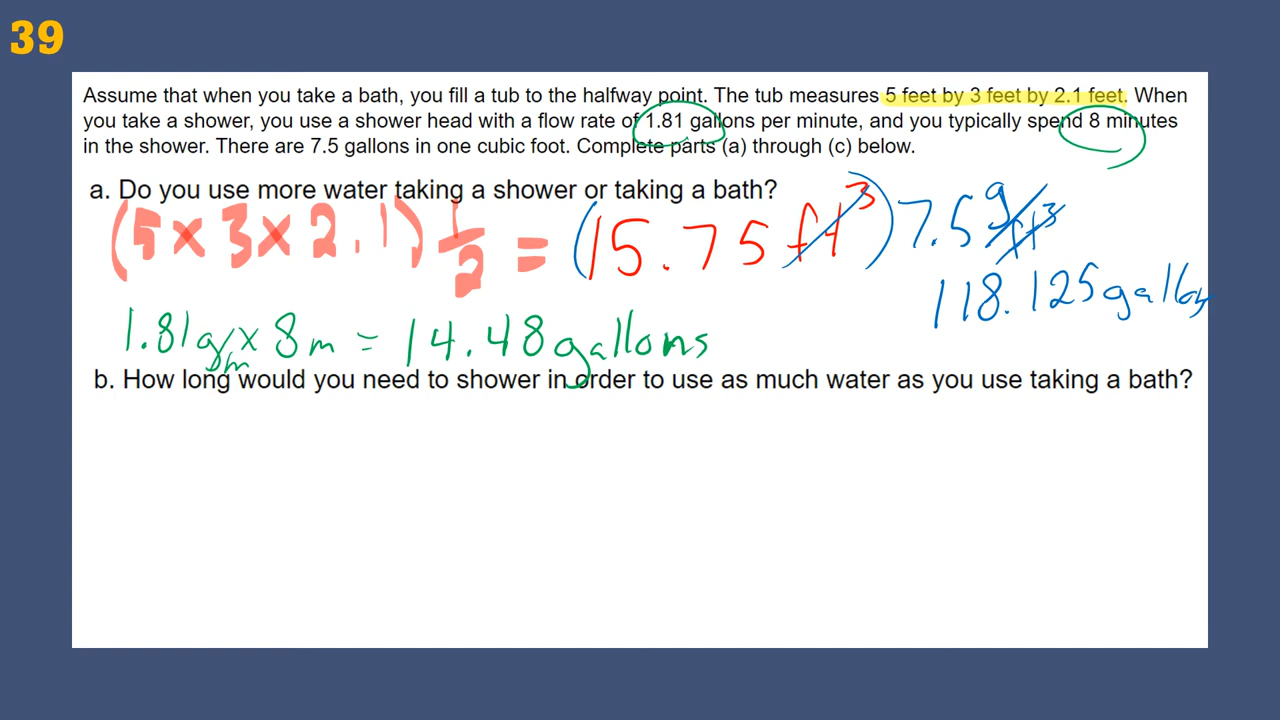 39
Assume that when you take a bath, you fill a tub to the halfway point. The tub measures 5 feet by 3 feet by 2.1 feet. When
you take a shower, you use a shower head with a flow rate of 1.81 gallons per minute, and you typically spend 8 minutes
in the shower. There are 7.5 gallons in one cubic foot. Complete parts (a) through (c) below.
a. Do you use more water taking a shower or taking a bath?
(5 x 3 x 2.1) 1/2 = (15.75 ft³) 7.5 g/ft³
118.125 gallons
1.81 g/m x 8 m = 14.48 gallons
b. How long would you need to shower in order to use as much water as you use taking a bath?